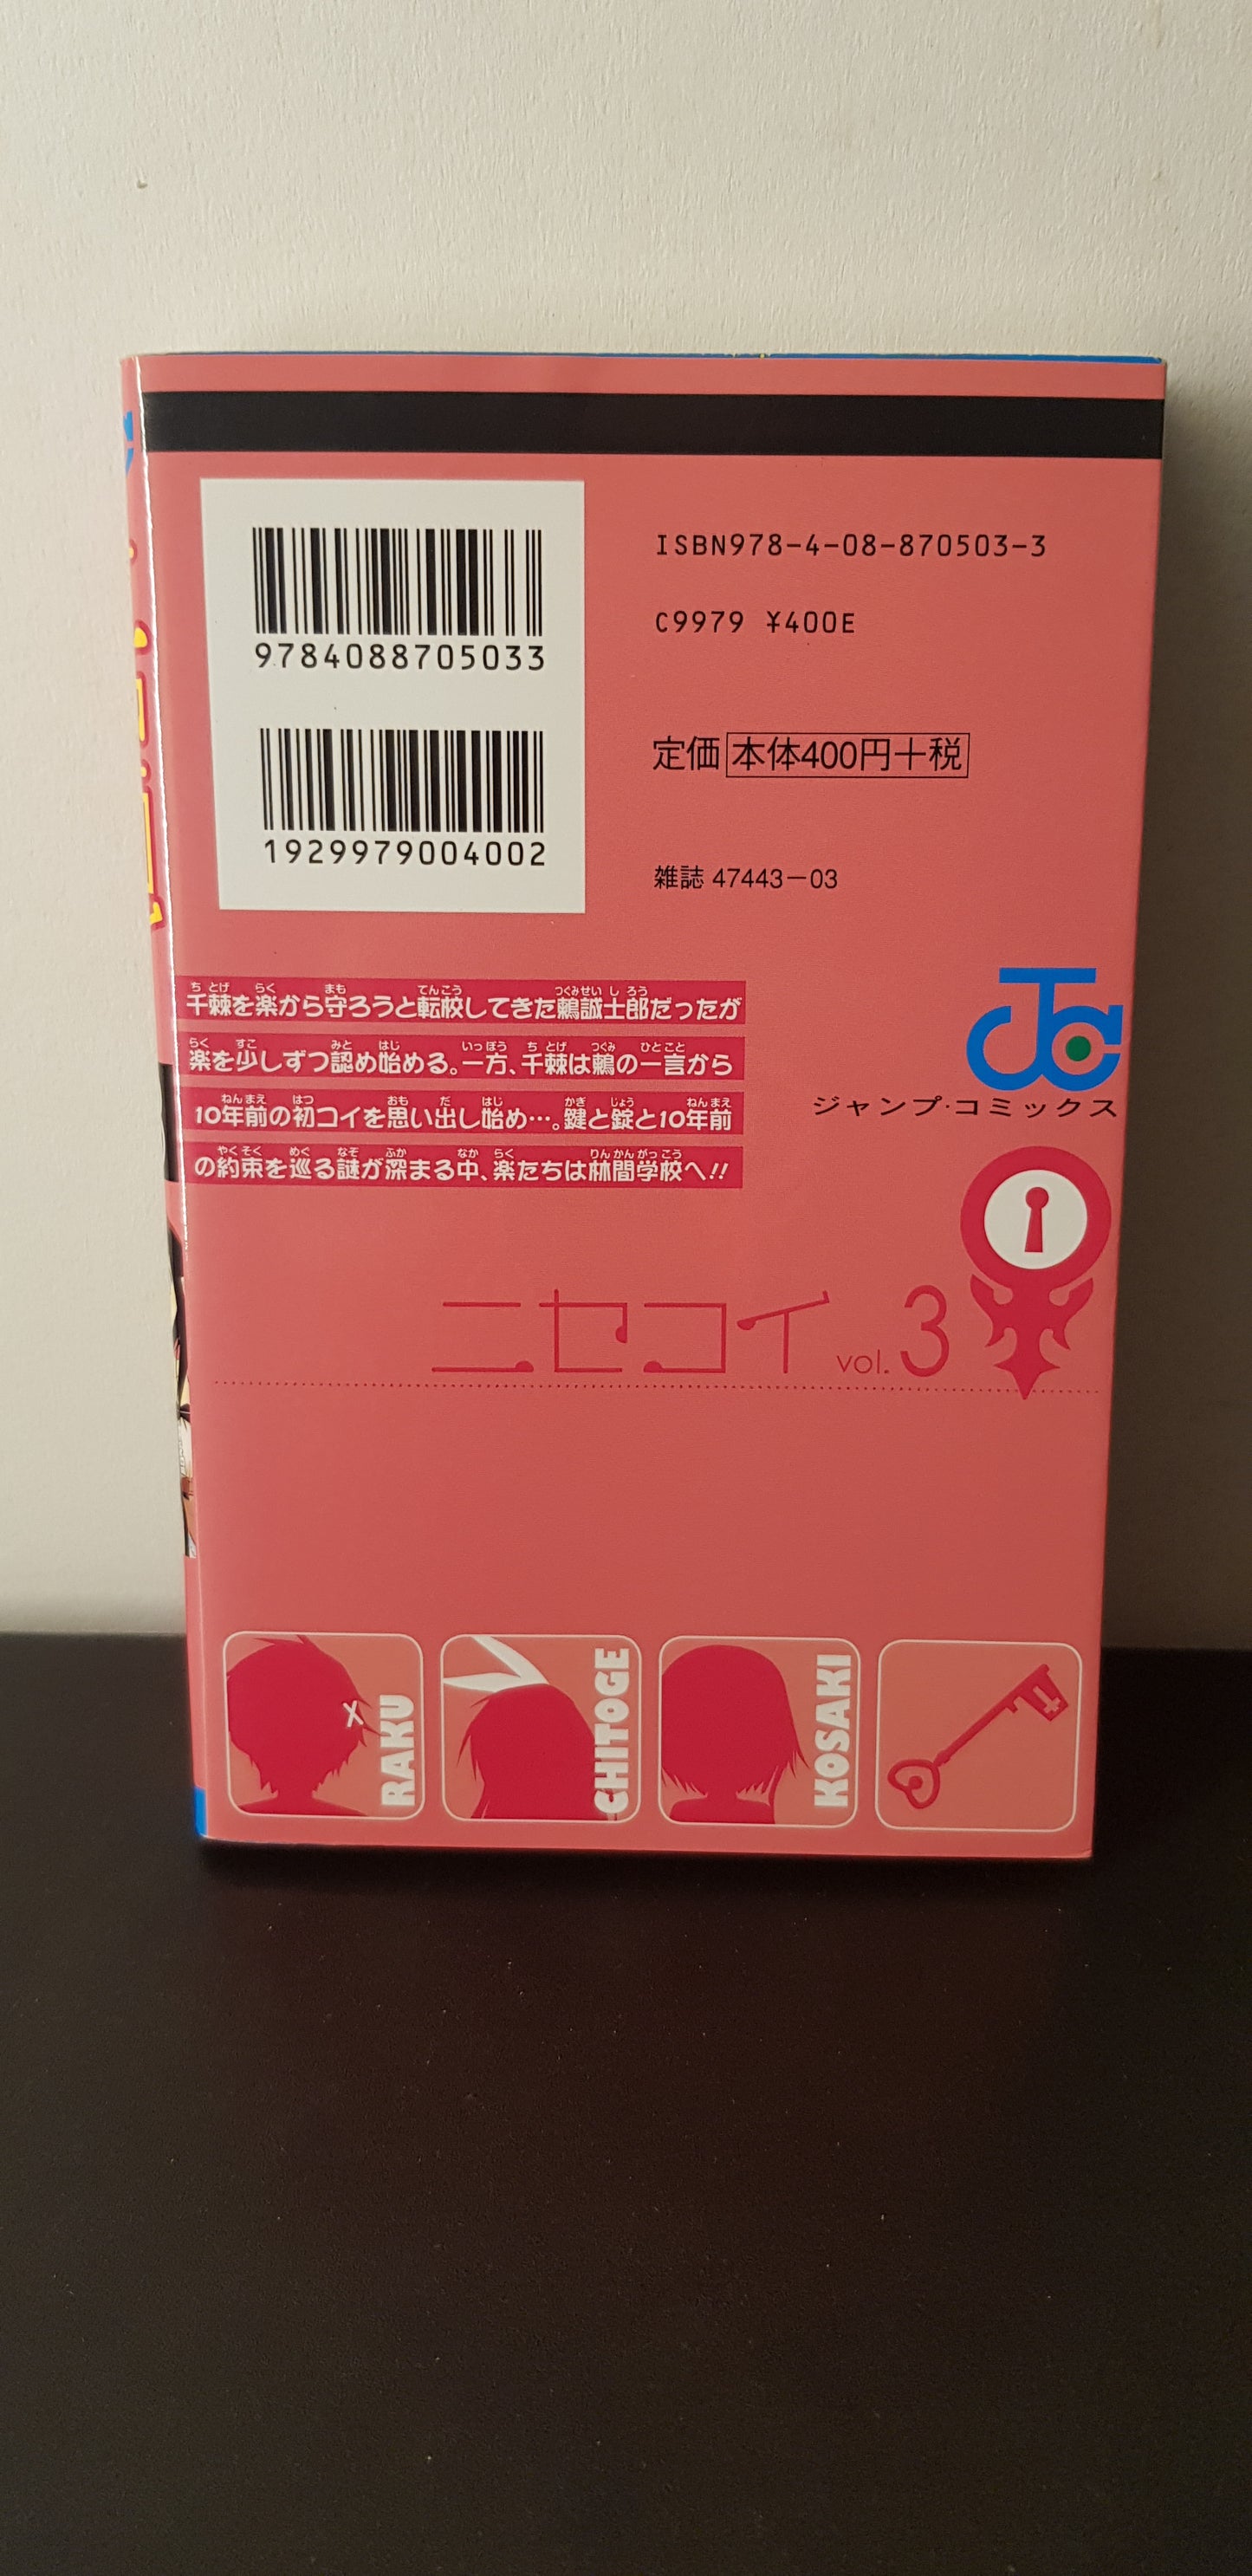 9784088705033
1929979004002
ISBN978-4-08-870503-3
C9979 ¥400E
定価 本体400円+税
雑誌 47443-03
千棘を楽から守ろうと転校してきた鶫誠士郎だったが
楽を少しずつ認め始める。一方、千棘は鶫の一言から
10年前の初コイを思い出し始め…。鍵と錠と10年前
の約束を巡る謎が深まる中、楽たちは林間学校へ!!
ジャンプ・コミックス
ニセコイ vol.3
RAKU
CHITOGE
KOSAKI